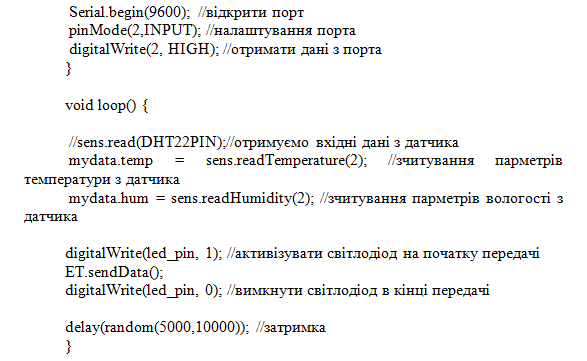 Serial.begin(9600); //відкрити порт
pinMode(2,INPUT); //налаштування порта
digitalWrite(2, HIGH); //отримати дані з порта
}
void loop() {
//sens.read(DHT22PIN);//отримуємо вхідні дані з датчика
mydata.temp = sens.readTemperature(2); //зчитування парметрів
температури з датчика
mydata.hum = sens.readHumidity(2); //зчитування парметрів вологості з
датчика
digitalWrite(led_pin, 1); //активізувати світлодіод на початку передачі
ET.sendData();
digitalWrite(led_pin, 0); //вимкнути світлодіод в кінці передачі
delay(random(5000,10000)); //затримка
}